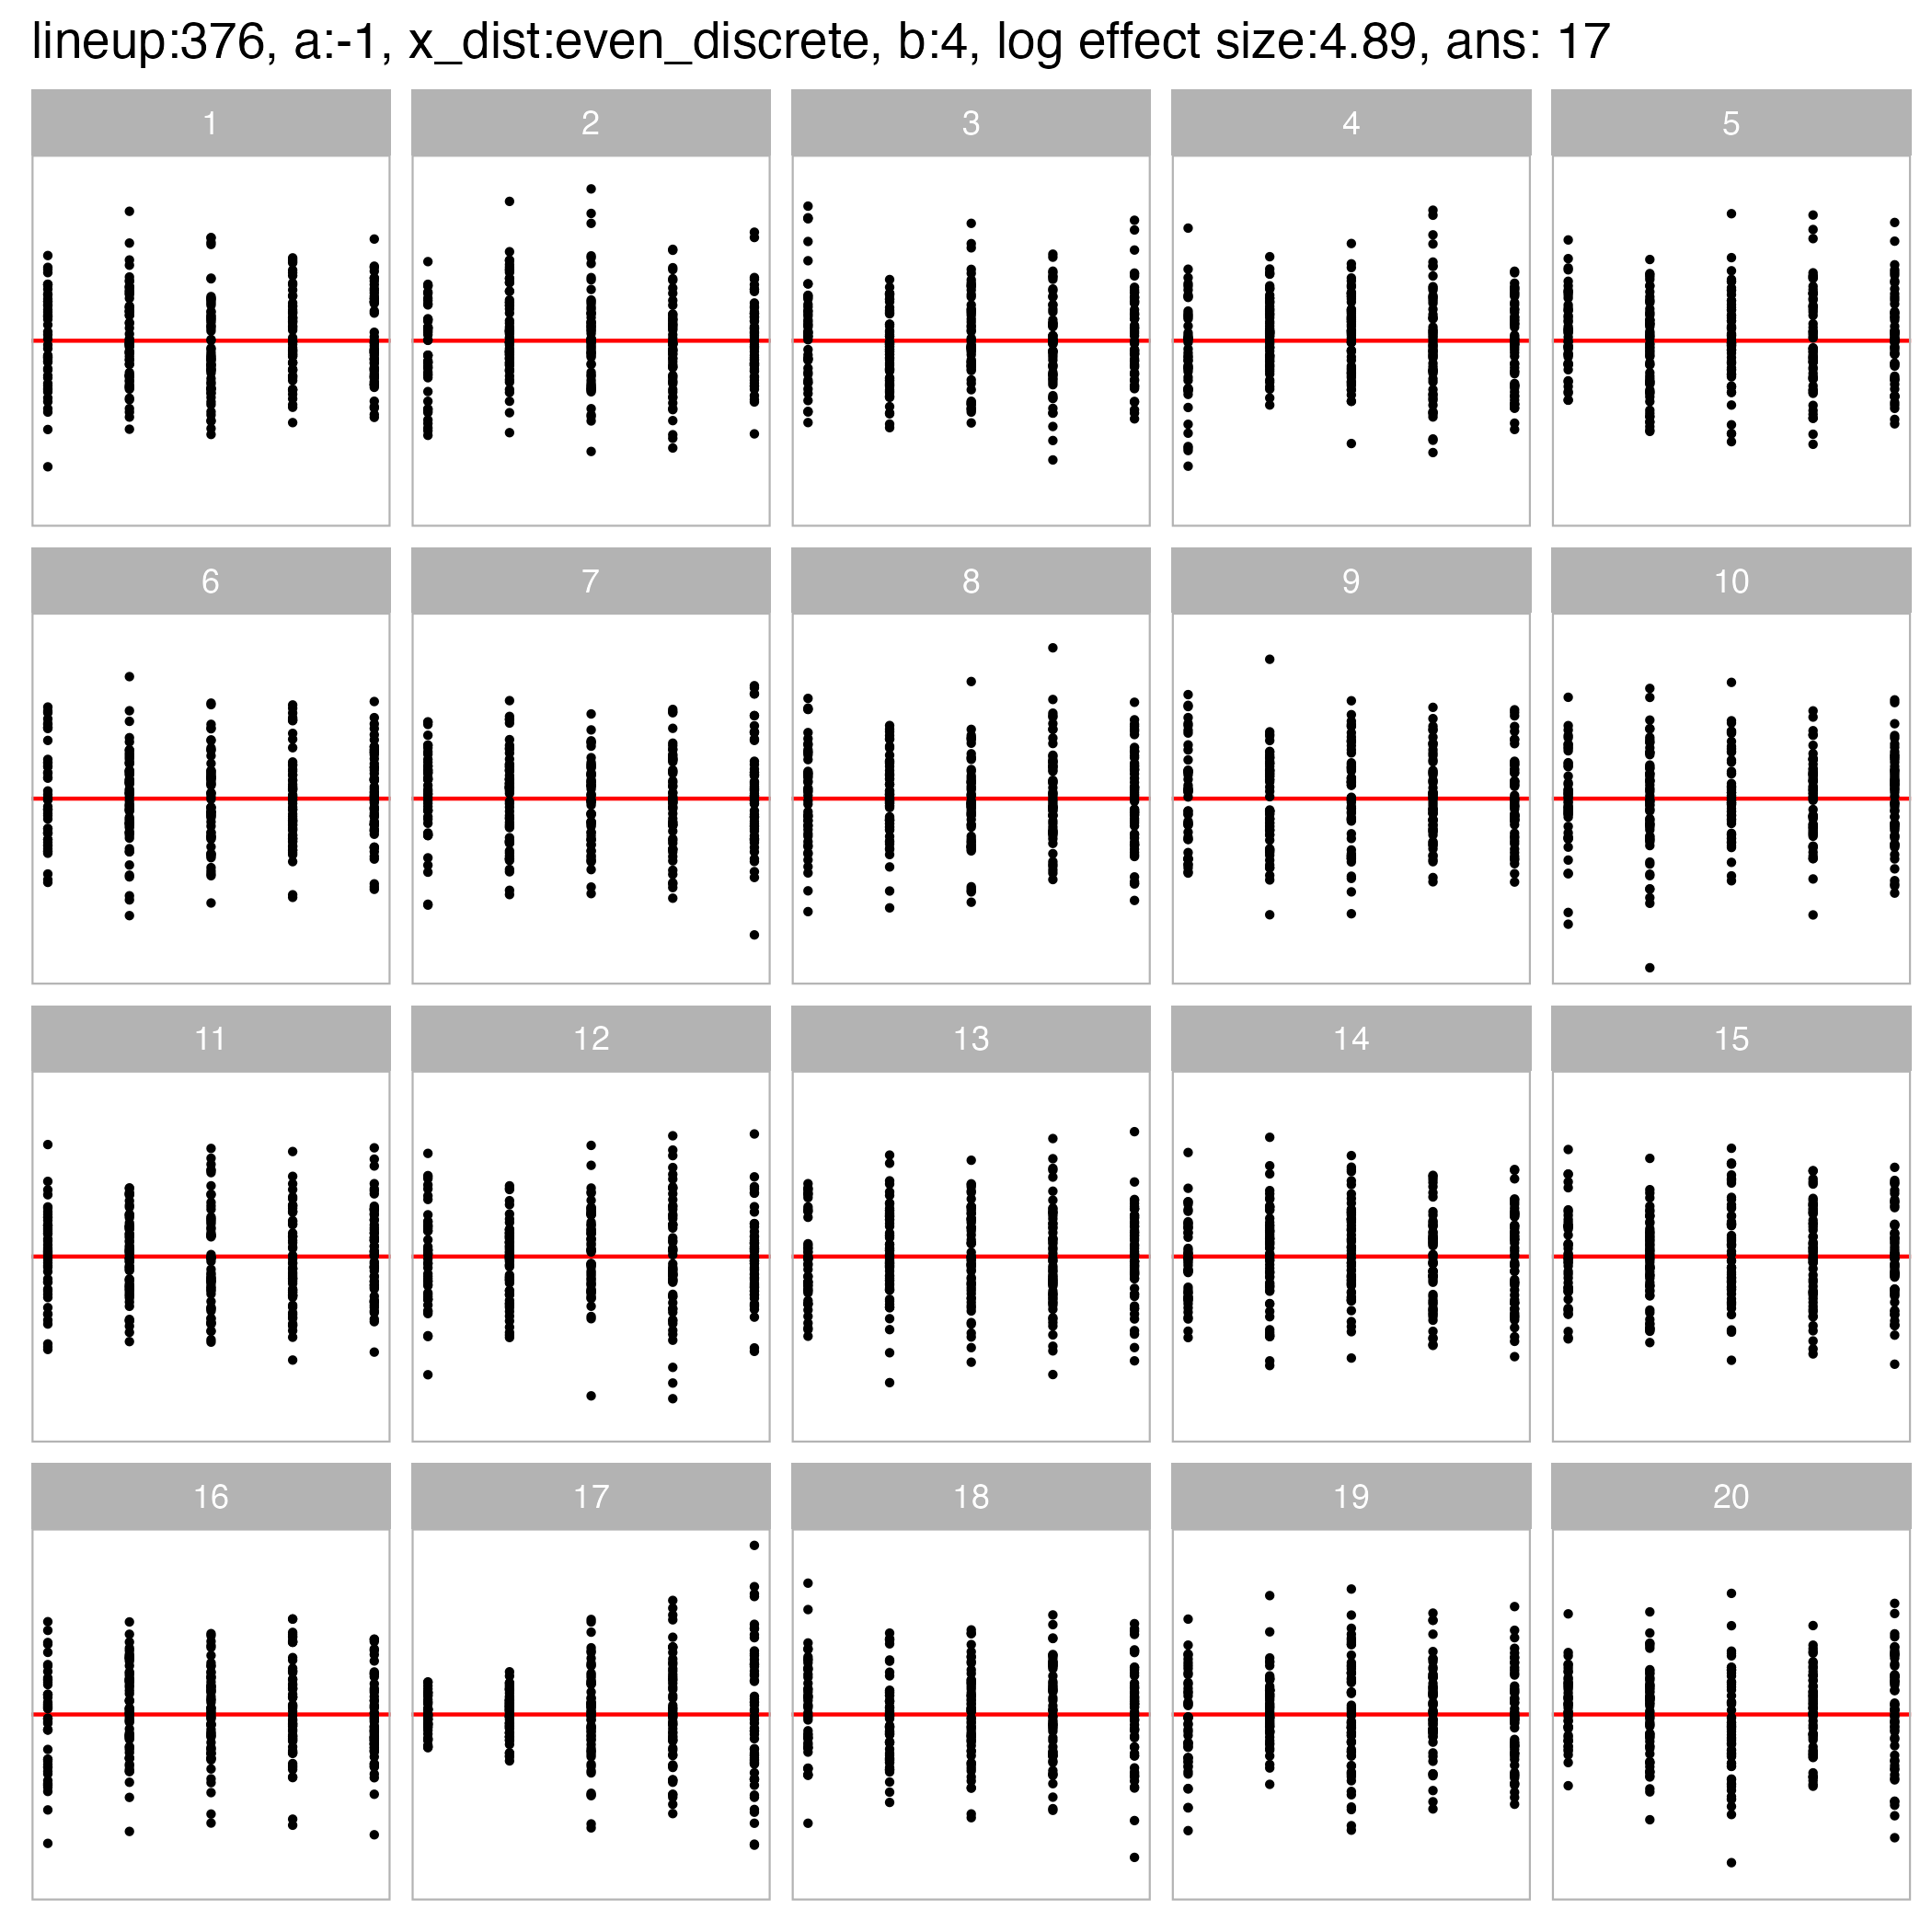 lineup:376, a:-1, x_dist:even_discrete, b:4, log effect size:4.89, ans: 17
1 2 3 4 5
6 7 8 9 10
11 12 13 14 15
16 17 18 19 20